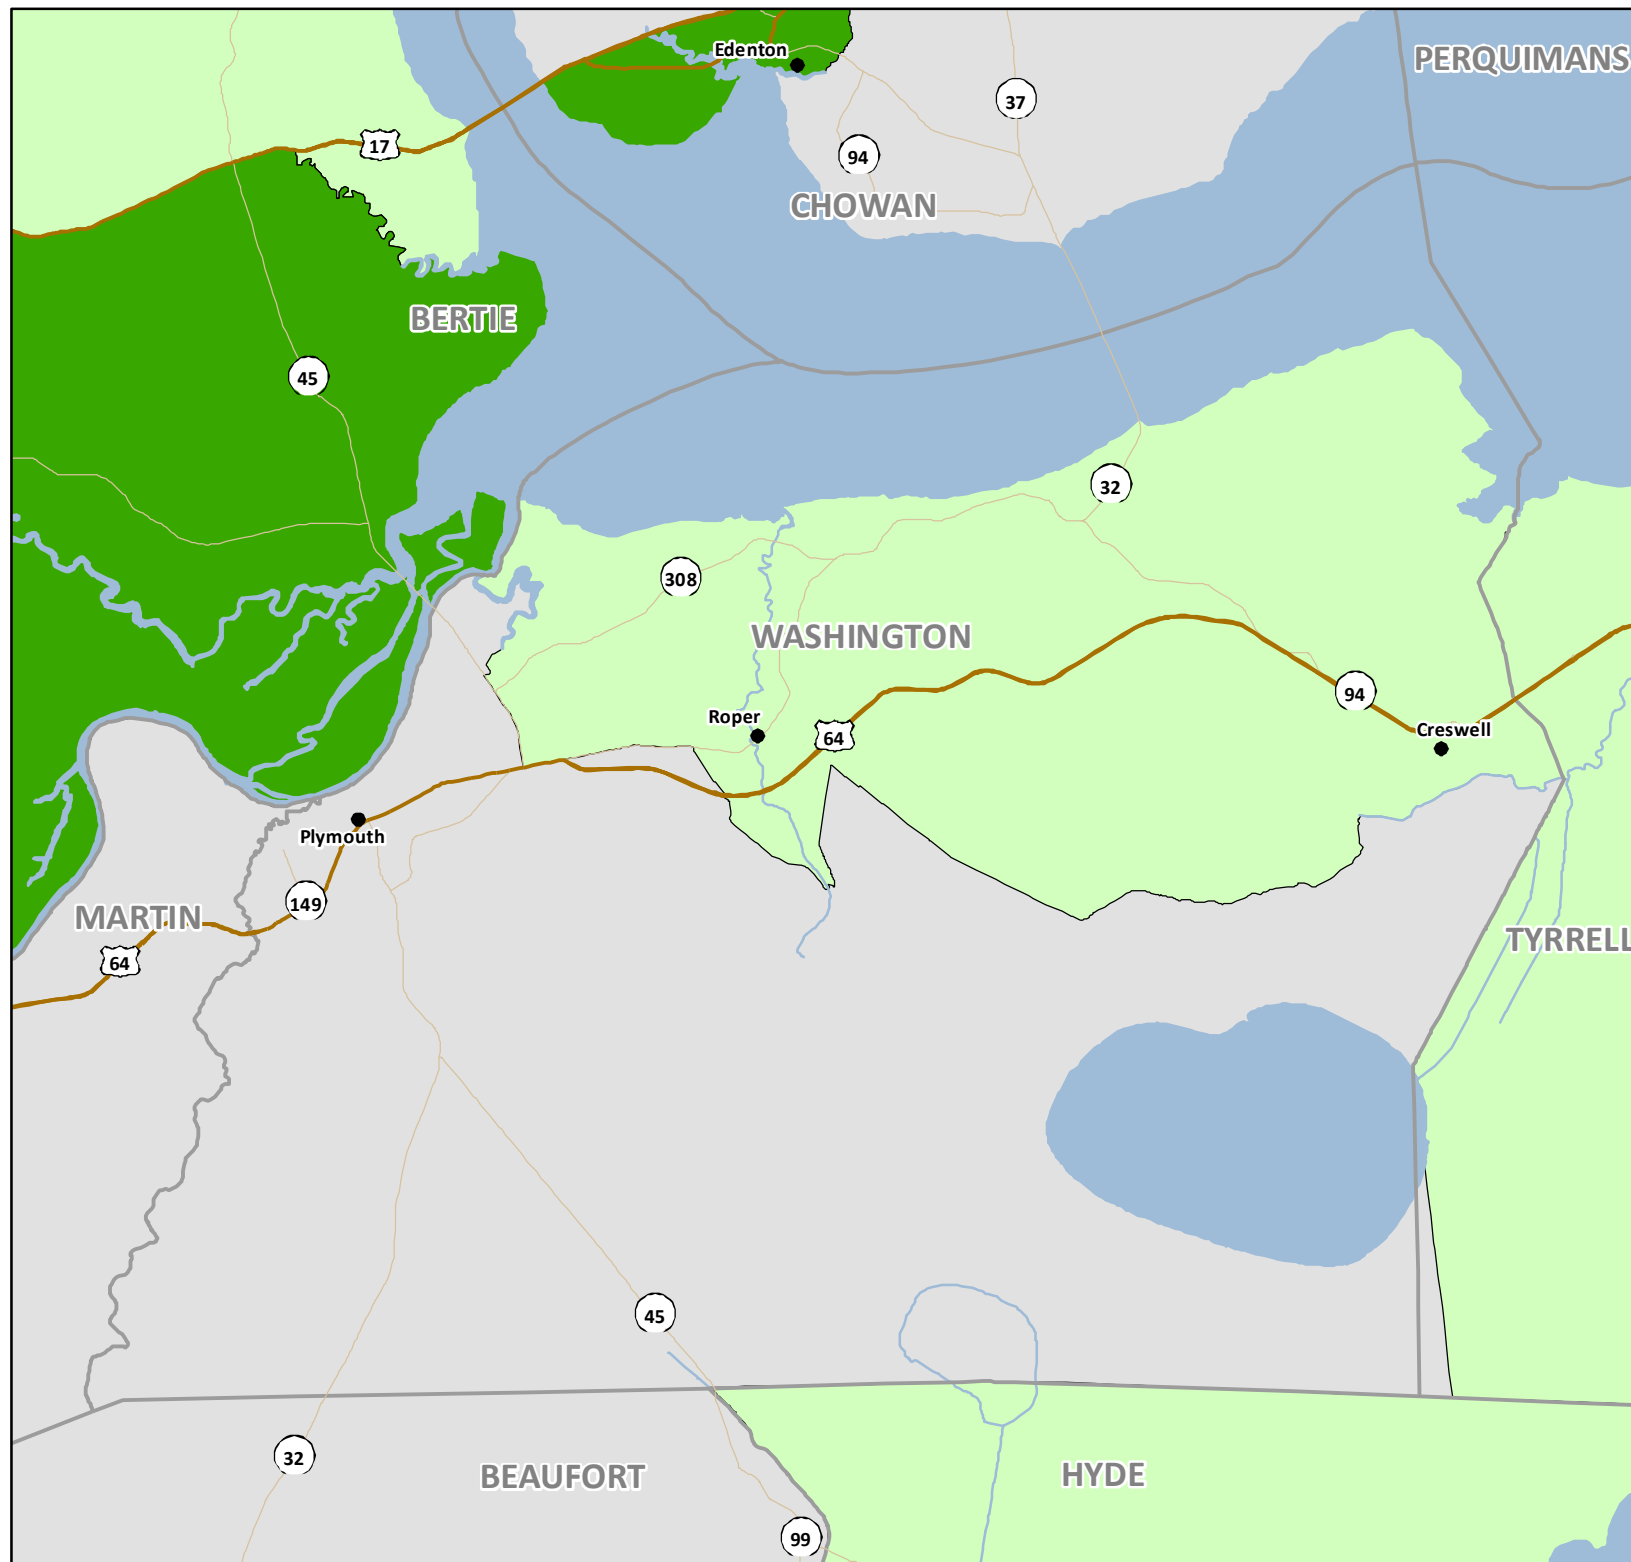 Edenton
PERQUIMANS
37
17
94
CHOWAN
BERTIE
45
32
308
WASHINGTON
94
Roper
64
Creswell
Plymouth
149
MARTIN
64
TYRRELL
45
32
BEAUFORT
HYDE
99